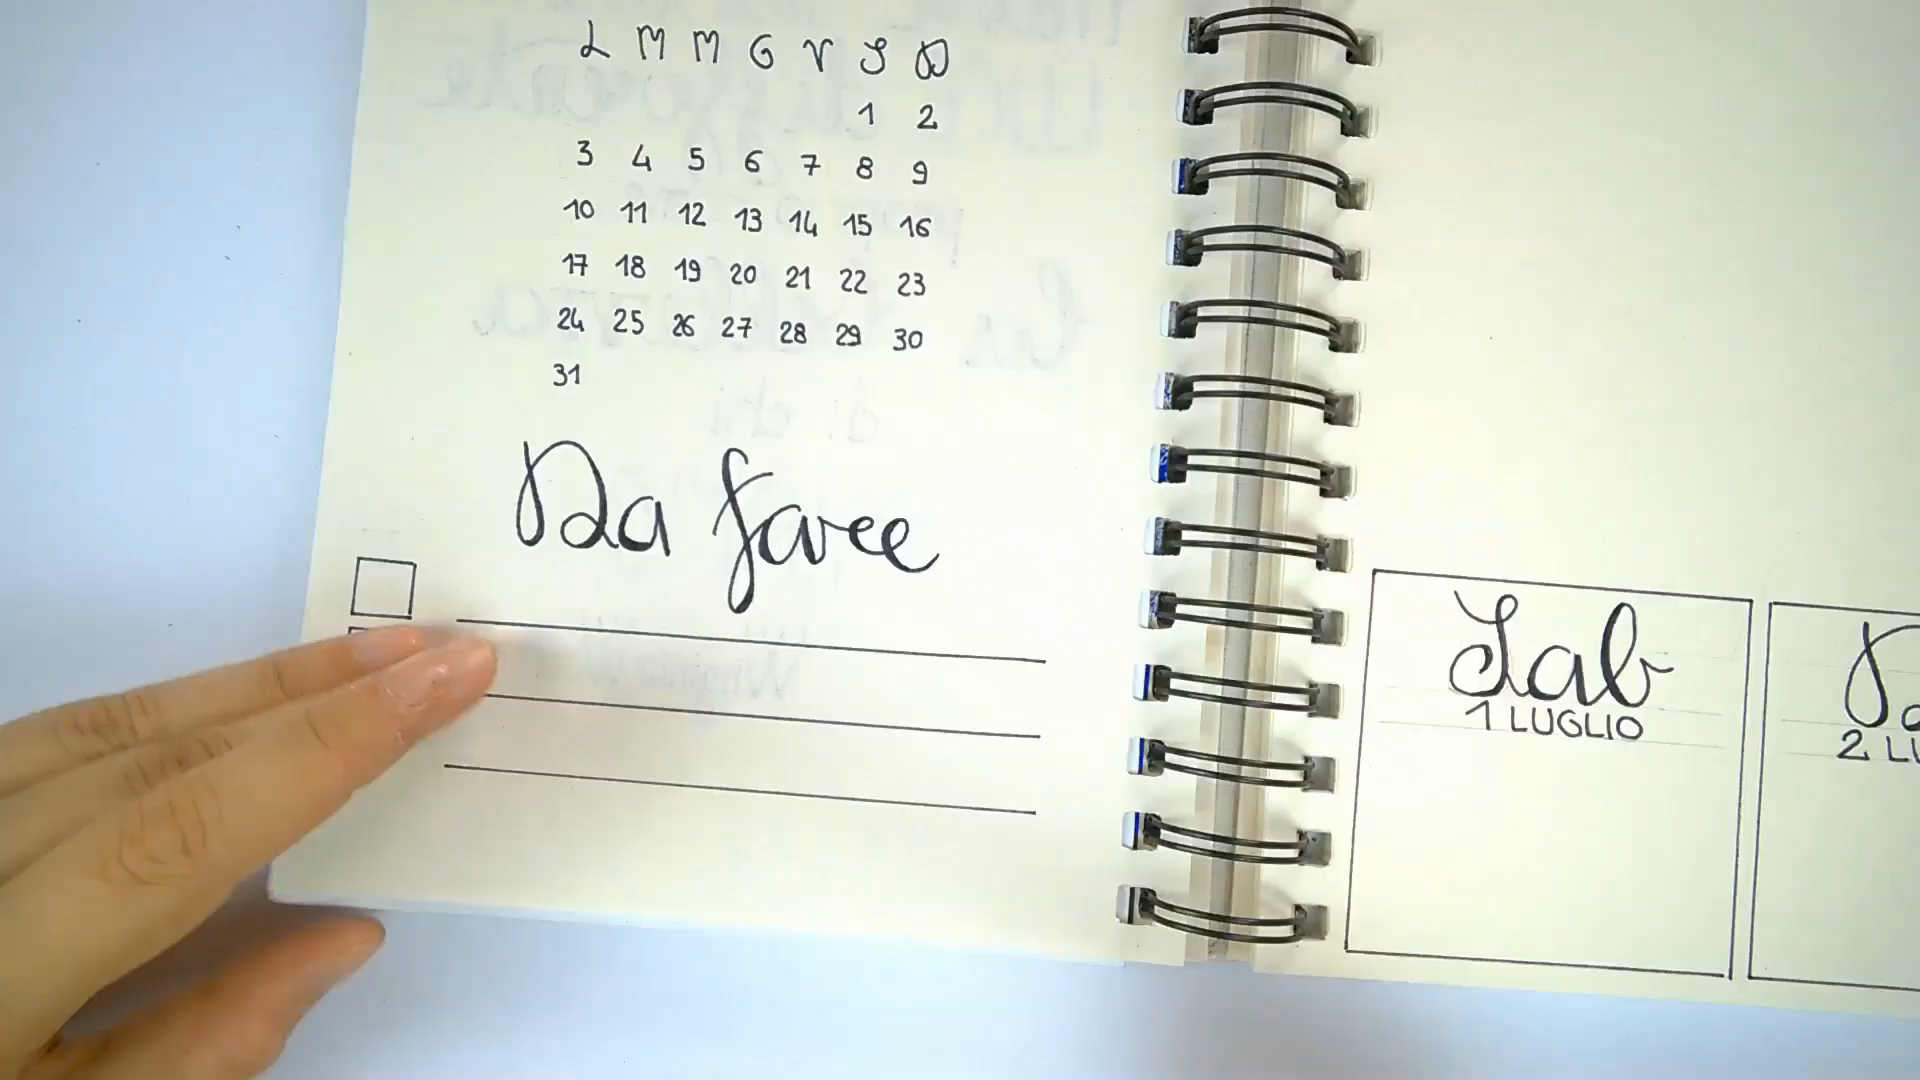 L M M G V S D
1 2
3 4 5 6 7 8 9
10 11 12 13 14 15 16
17 18 19 20 21 22 23
24 25 26 27 28 29 30
31
Da fare
Sab
1 LUGLIO
2 LU